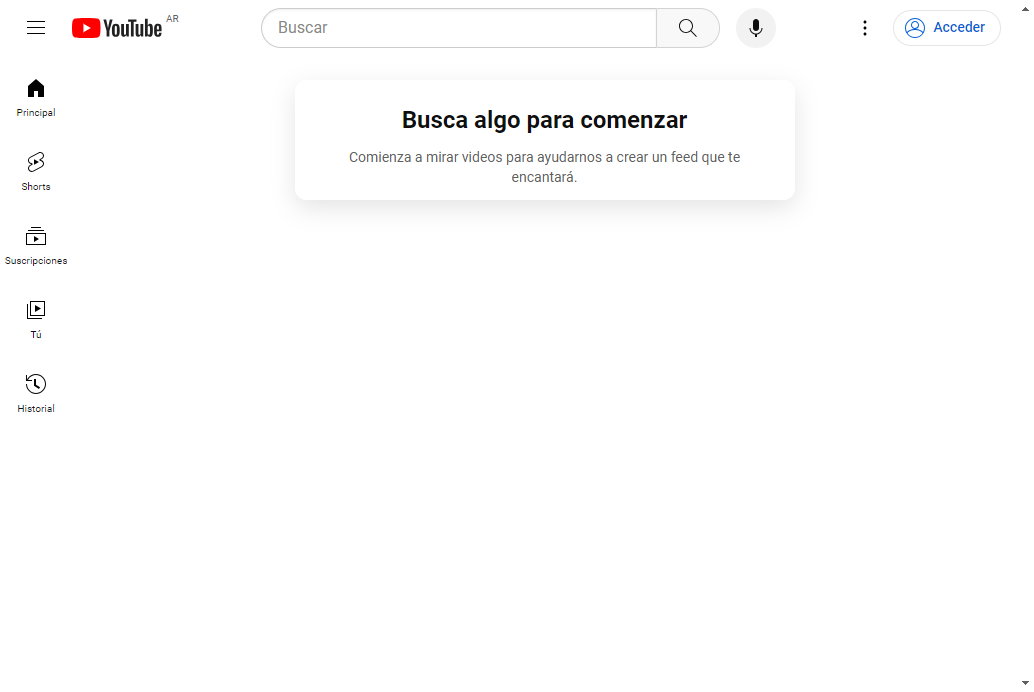 YouTube AR
Buscar
Acceder
Principal
Shorts
Suscripciones
Tú
Historial
Busca algo para comenzar
Comienza a mirar videos para ayudarnos a crear un feed que te
encantará.